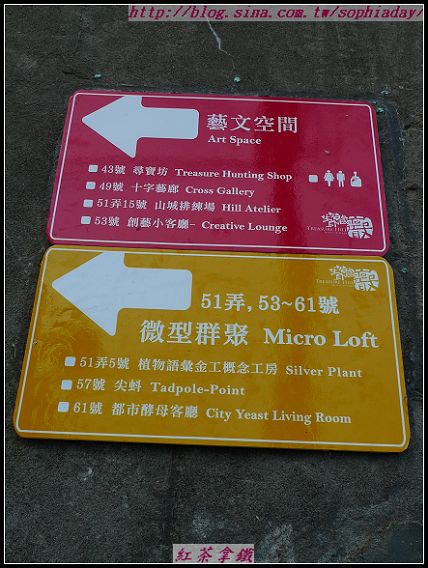 http://blog.sina.com.tw/sophiaday/
藝文空間
Art Space
43號 尋寶坊 Treasure Hunting Shop
49號 十字藝廊 Cross Gallery
51弄15號 山城排練場 Hill Atelier
53號 創藝小客廳- Creative Lounge
51弄, 53~61號
微型群聚 Micro Loft
51弄5號 植物語彙金工概念工房 Silver Plant
57號 尖蚪 Tadpole-Point
61號 都市酵母客廳 City Yeast Living Room
紅茶拿鐵